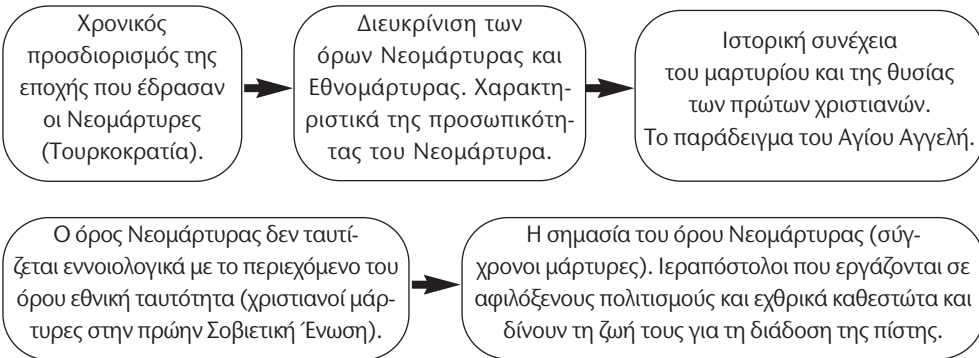 Χρονικός
προσδιορισμός της
εποχής που έδρασαν
οι Νεομάρτυρες
(Τουρκοκρατία).
Διευκρίνιση των
όρων Νεομάρτυρας και
Εθνομάρτυρας. Χαρακτη-
ριστικά της προσωπικότη-
τας του Νεομάρτυρα.
Ιστορική συνέχεια
του μαρτυρίου και της θυσίας
των πρώτων χριστιανών.
Το παράδειγμα του Αγίου Αγγελή.
Ο όρος Νεομάρτυρας δεν ταυτί-
ζεται εννοιολογικά με το περιεχόμενο του
όρου εθνική ταυτότητα (χριστιανοί μάρ-
τυρες στην πρώην Σοβιετική Ένωση).
Η σημασία του όρου Νεομάρτυρας (σύγ-
χρονοι μάρτυρες). Ιεραπόστολοι που εργάζονται σε
αφιλόξενους πολιτισμούς και εχθρικά καθεστώτα και
δίνουν τη ζωή τους για τη διάδοση της πίστης.